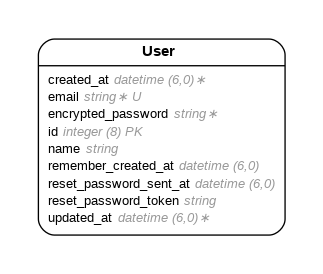 User
created_at datetime (6,0)∗
email string∗ U
encrypted_password string∗
id integer (8) PK
name string
remember_created_at datetime (6,0)
reset_password_sent_at datetime (6,0)
reset_password_token string
updated_at datetime (6,0)∗